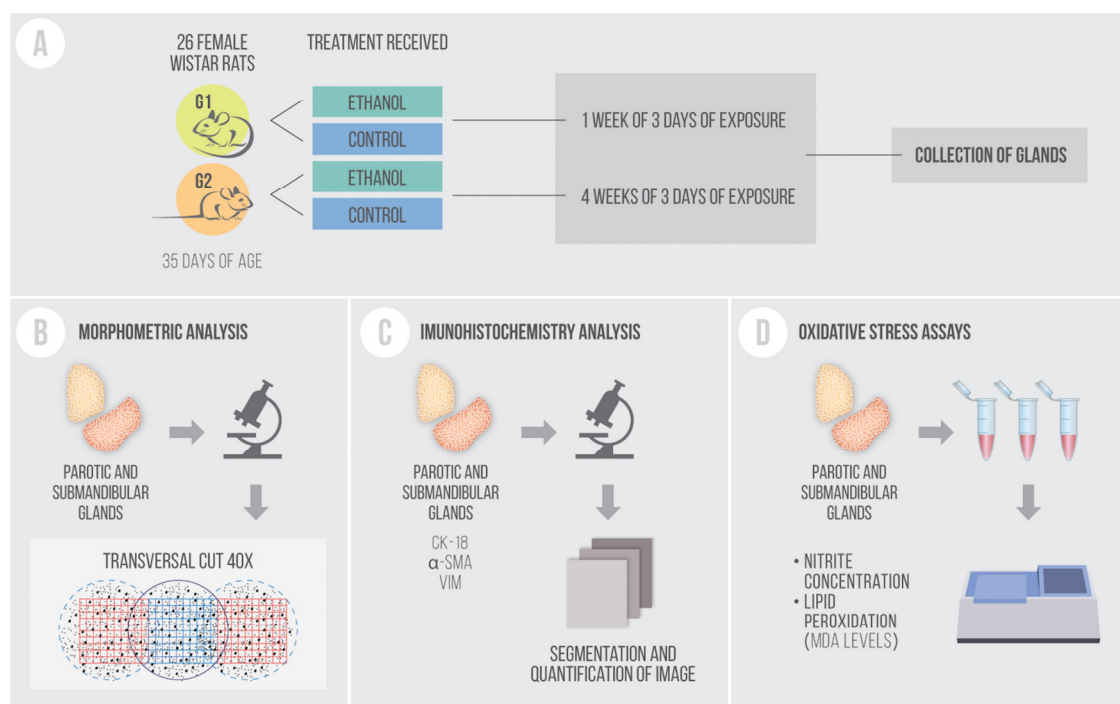 A
26 FEMALE
WISTAR RATS
TREATMENT RECEIVED
G1
ETHANOL
CONTROL
1 WEEK OF 3 DAYS OF EXPOSURE
G2
ETHANOL
CONTROL
4 WEEKS OF 3 DAYS OF EXPOSURE
COLLECTION OF GLANDS
35 DAYS OF AGE
B
MORPHOMETRIC ANALYSIS
PAROTIC AND
SUBMANDIBULAR
GLANDS
TRANSVERSAL CUT 40X
C
IMUNOHISTOCHEMISTRY ANALYSIS
PAROTIC AND
SUBMANDIBULAR
GLANDS
CK-18
α-SMA
VIM
SEGMENTATION AND
QUANTIFICATION OF IMAGE
D
OXIDATIVE STRESS ASSAYS
PAROTIC AND
SUBMANDIBULAR
GLANDS
• NITRITE
CONCENTRATION
• LIPID
PEROXIDATION
(MDA LEVELS)